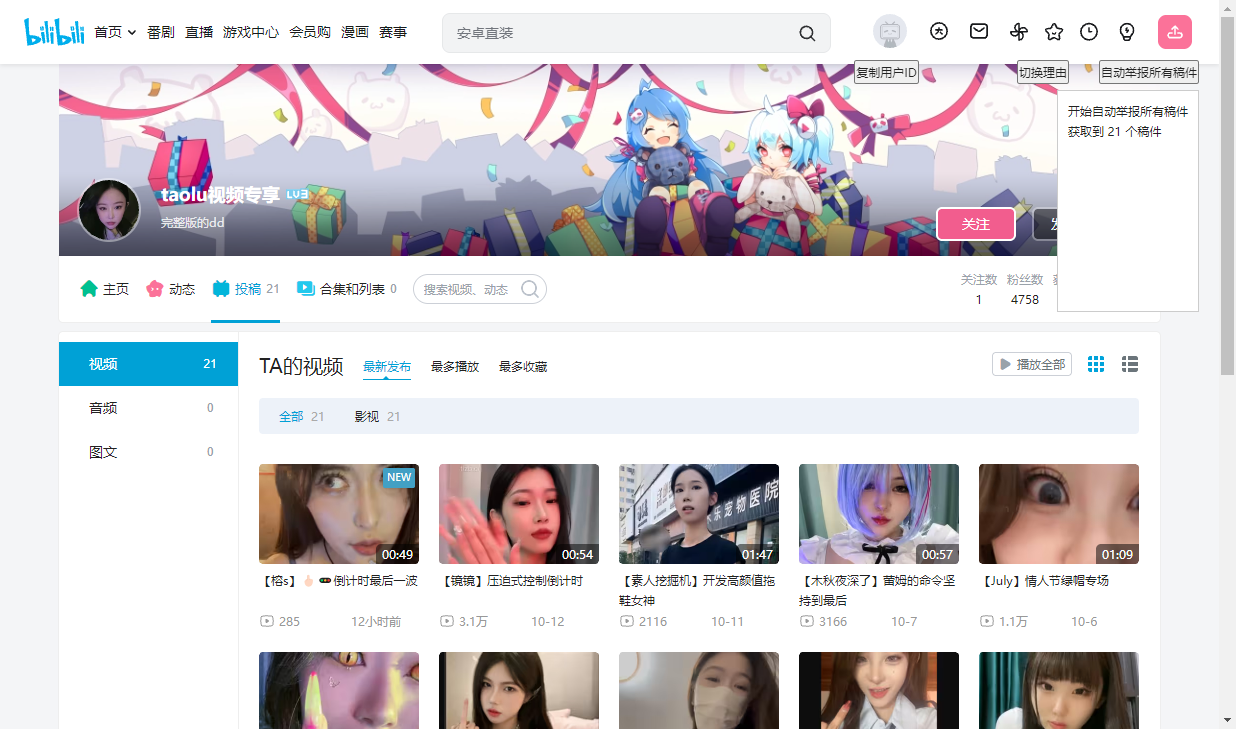 bilibili 首页 番剧 直播 游戏中心 会员购 漫画 赛事 安卓直装
复制用户ID 切换理由 自动举报所有稿件
开始自动举报所有稿件
获取到 21 个稿件
taolu视频专享 LV3
完整版的dd
关注 发
主页 动态 投稿 21 合集和列表 0 搜索视频、动态
关注数 粉丝数
1 4758
视频 21
音频 0
图文 0
TA的视频 最新发布 最多播放 最多收藏 播放全部
全部 21 影视 21
NEW
00:49 00:54 01:47 00:57 01:09
【榕s】👆🏻🕶️倒计时最后一波
285 12小时前
【镜镜】压迫式控制倒计时
3.1万 10-12
乐宠物医院
【素人挖掘机】开发高颜值拖
鞋女神
2116 10-11
【木秋夜深了】蕾姆的命令坚
持到最后
3166 10-7
【July】情人节绿帽专场
1.1万 10-6